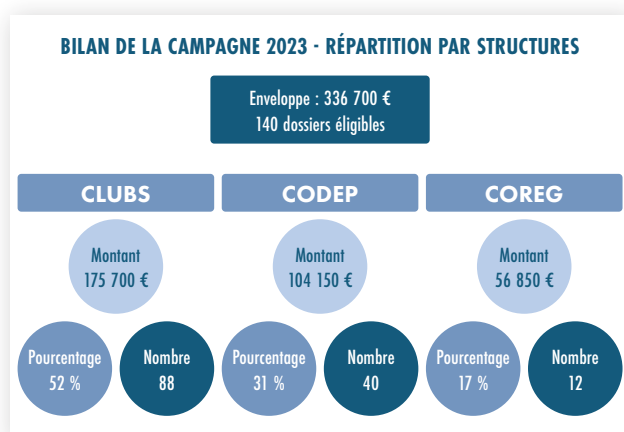 BILAN DE LA CAMPAGNE 2023 - RÉPARTITION PAR STRUCTURES
Enveloppe : 336 700 €
140 dossiers éligibles
CLUBS
CODEP
COREG
Montant
175 700 €
Montant
104 150 €
Montant
56 850 €
Pourcentage
52 %
Nombre
88
Pourcentage
31 %
Nombre
40
Pourcentage
17 %
Nombre
12